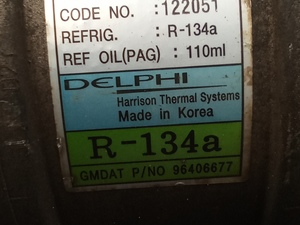 CODE NO. :122051
REFRIG. : R-134a
REF OIL(PAG) : 110ml
DELPHI
Harrison Thermal Systems
Made in Korea
R-134a
GMDAT P/NO 96406677